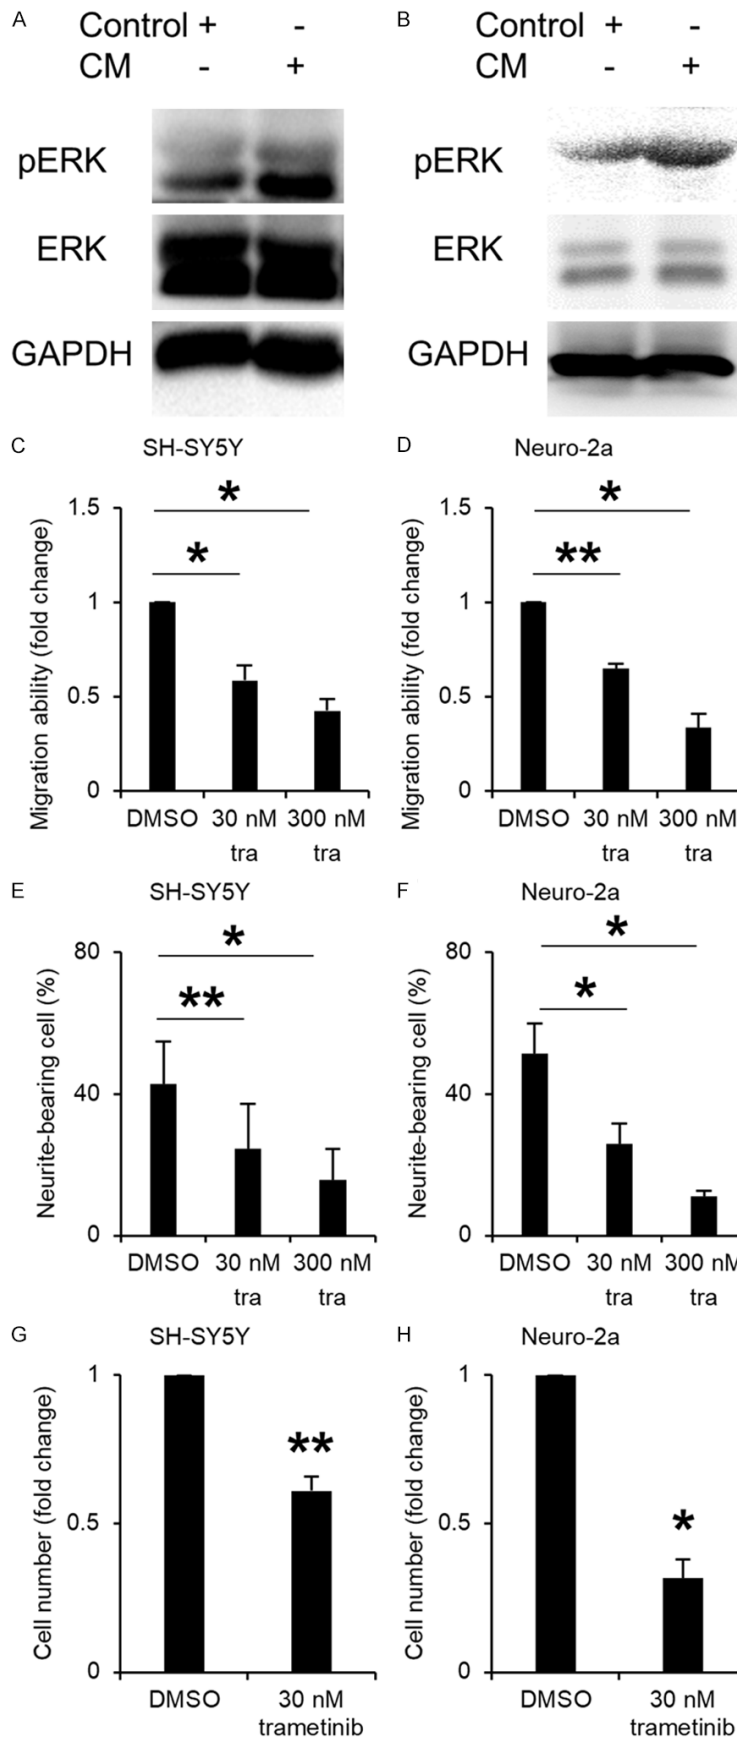 A
Control + -
CM - +
pERK
ERK
GAPDH
B
Control + -
CM - +
pERK
ERK
GAPDH
C
SH-SY5Y
Migration ability (fold change)
1.5
1
0.5
0
*
*
DMSO 30 nM 300 nM
tra tra
D
Neuro-2a
Migration ability (fold change)
1.5
1
0.5
0
*
**
DMSO 30 nM 300 nM
tra tra
E
SH-SY5Y
Neurite-bearing cell (%)
80
40
0
*
**
DMSO 30 nM 300 nM
tra tra
F
Neuro-2a
Neurite-bearing cell (%)
80
40
0
*
*
DMSO 30 nM 300 nM
tra tra
G
SH-SY5Y
Cell number (fold change)
1
0.5
0
**
DMSO 30 nM
trametinib
H
Neuro-2a
Cell number (fold change)
1
0.5
0
*
DMSO 30 nM
trametinib